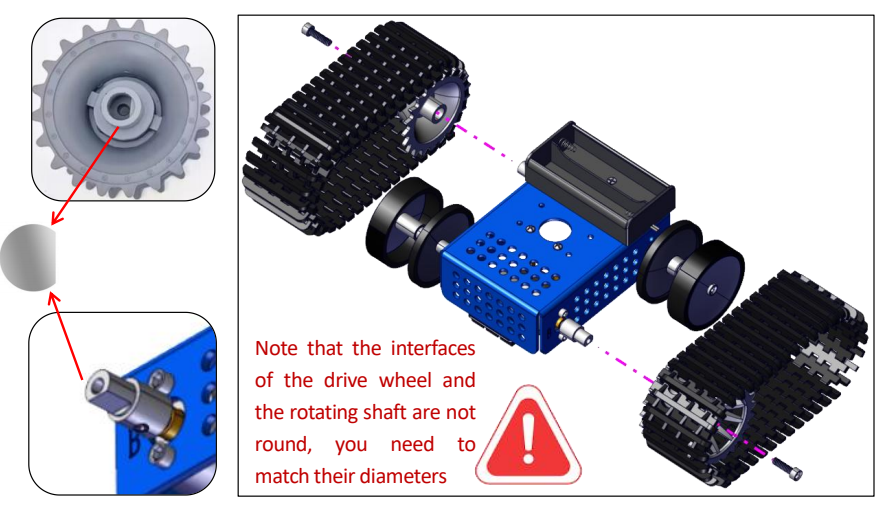 Note that the interfaces
of the drive wheel and
the rotating shaft are not
round, you need to
match their diameters